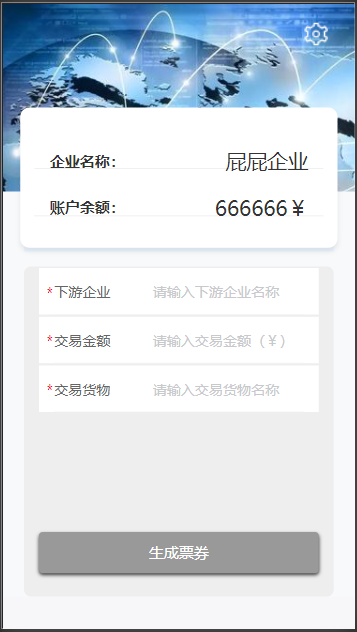 企业名称： 屁屁企业
账户余额： 666666￥
*下游企业 请输入下游企业名称
*交易金额 请输入交易金额（￥）
*交易货物 请输入交易货物名称
生成票券